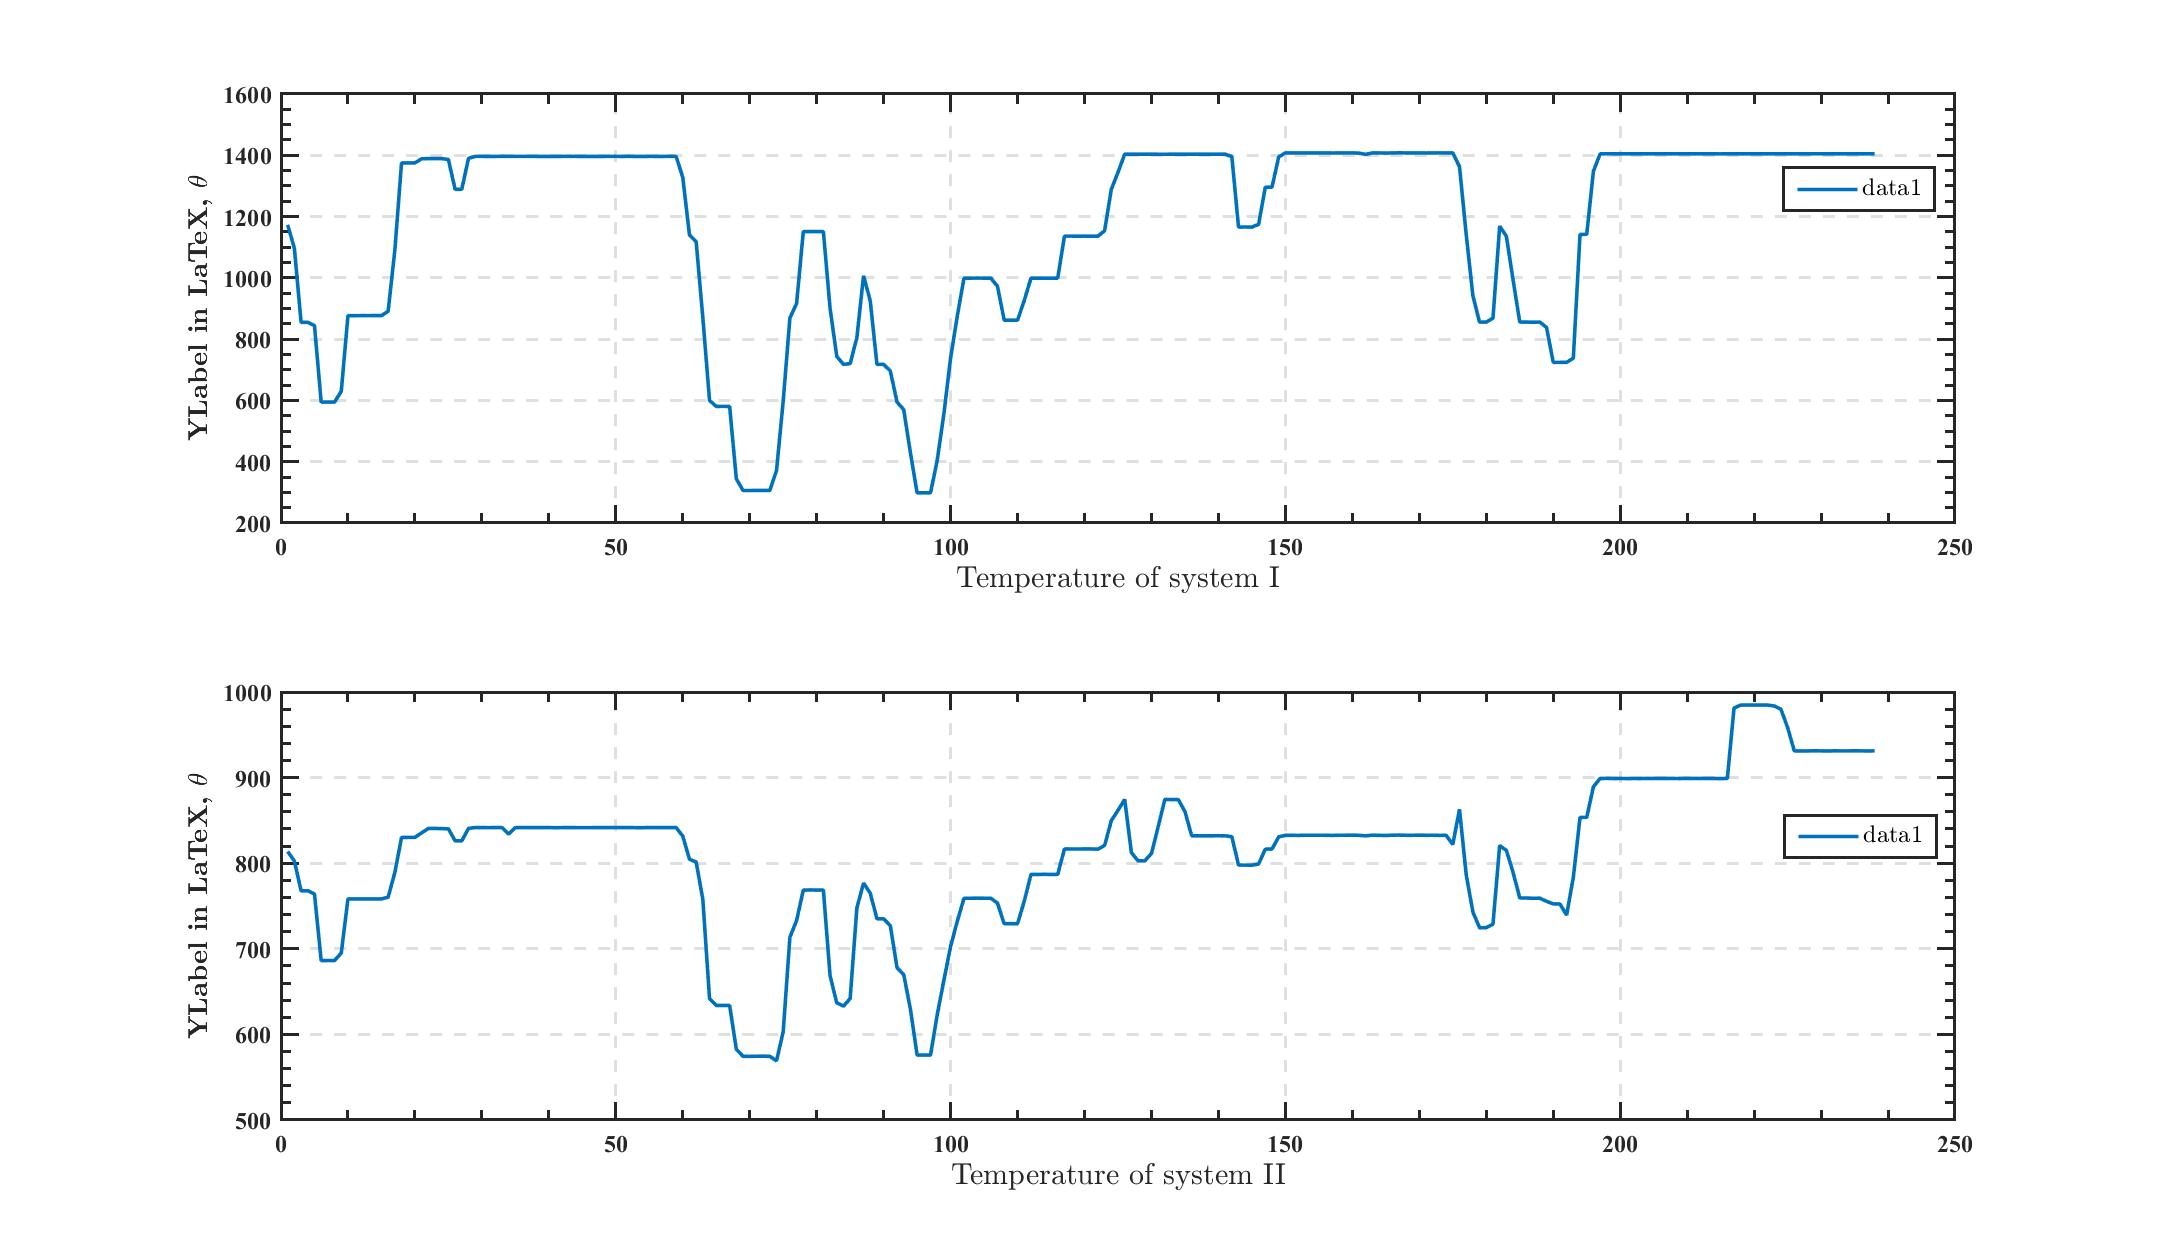 1600
1400
1200
1000
800
600
400
200
YLabel in LaTeX, θ
data1
0 50 100 150 200 250
Temperature of system I
1000
900
800
700
600
500
YLabel in LaTeX, θ
data1
0 50 100 150 200 250
Temperature of system II